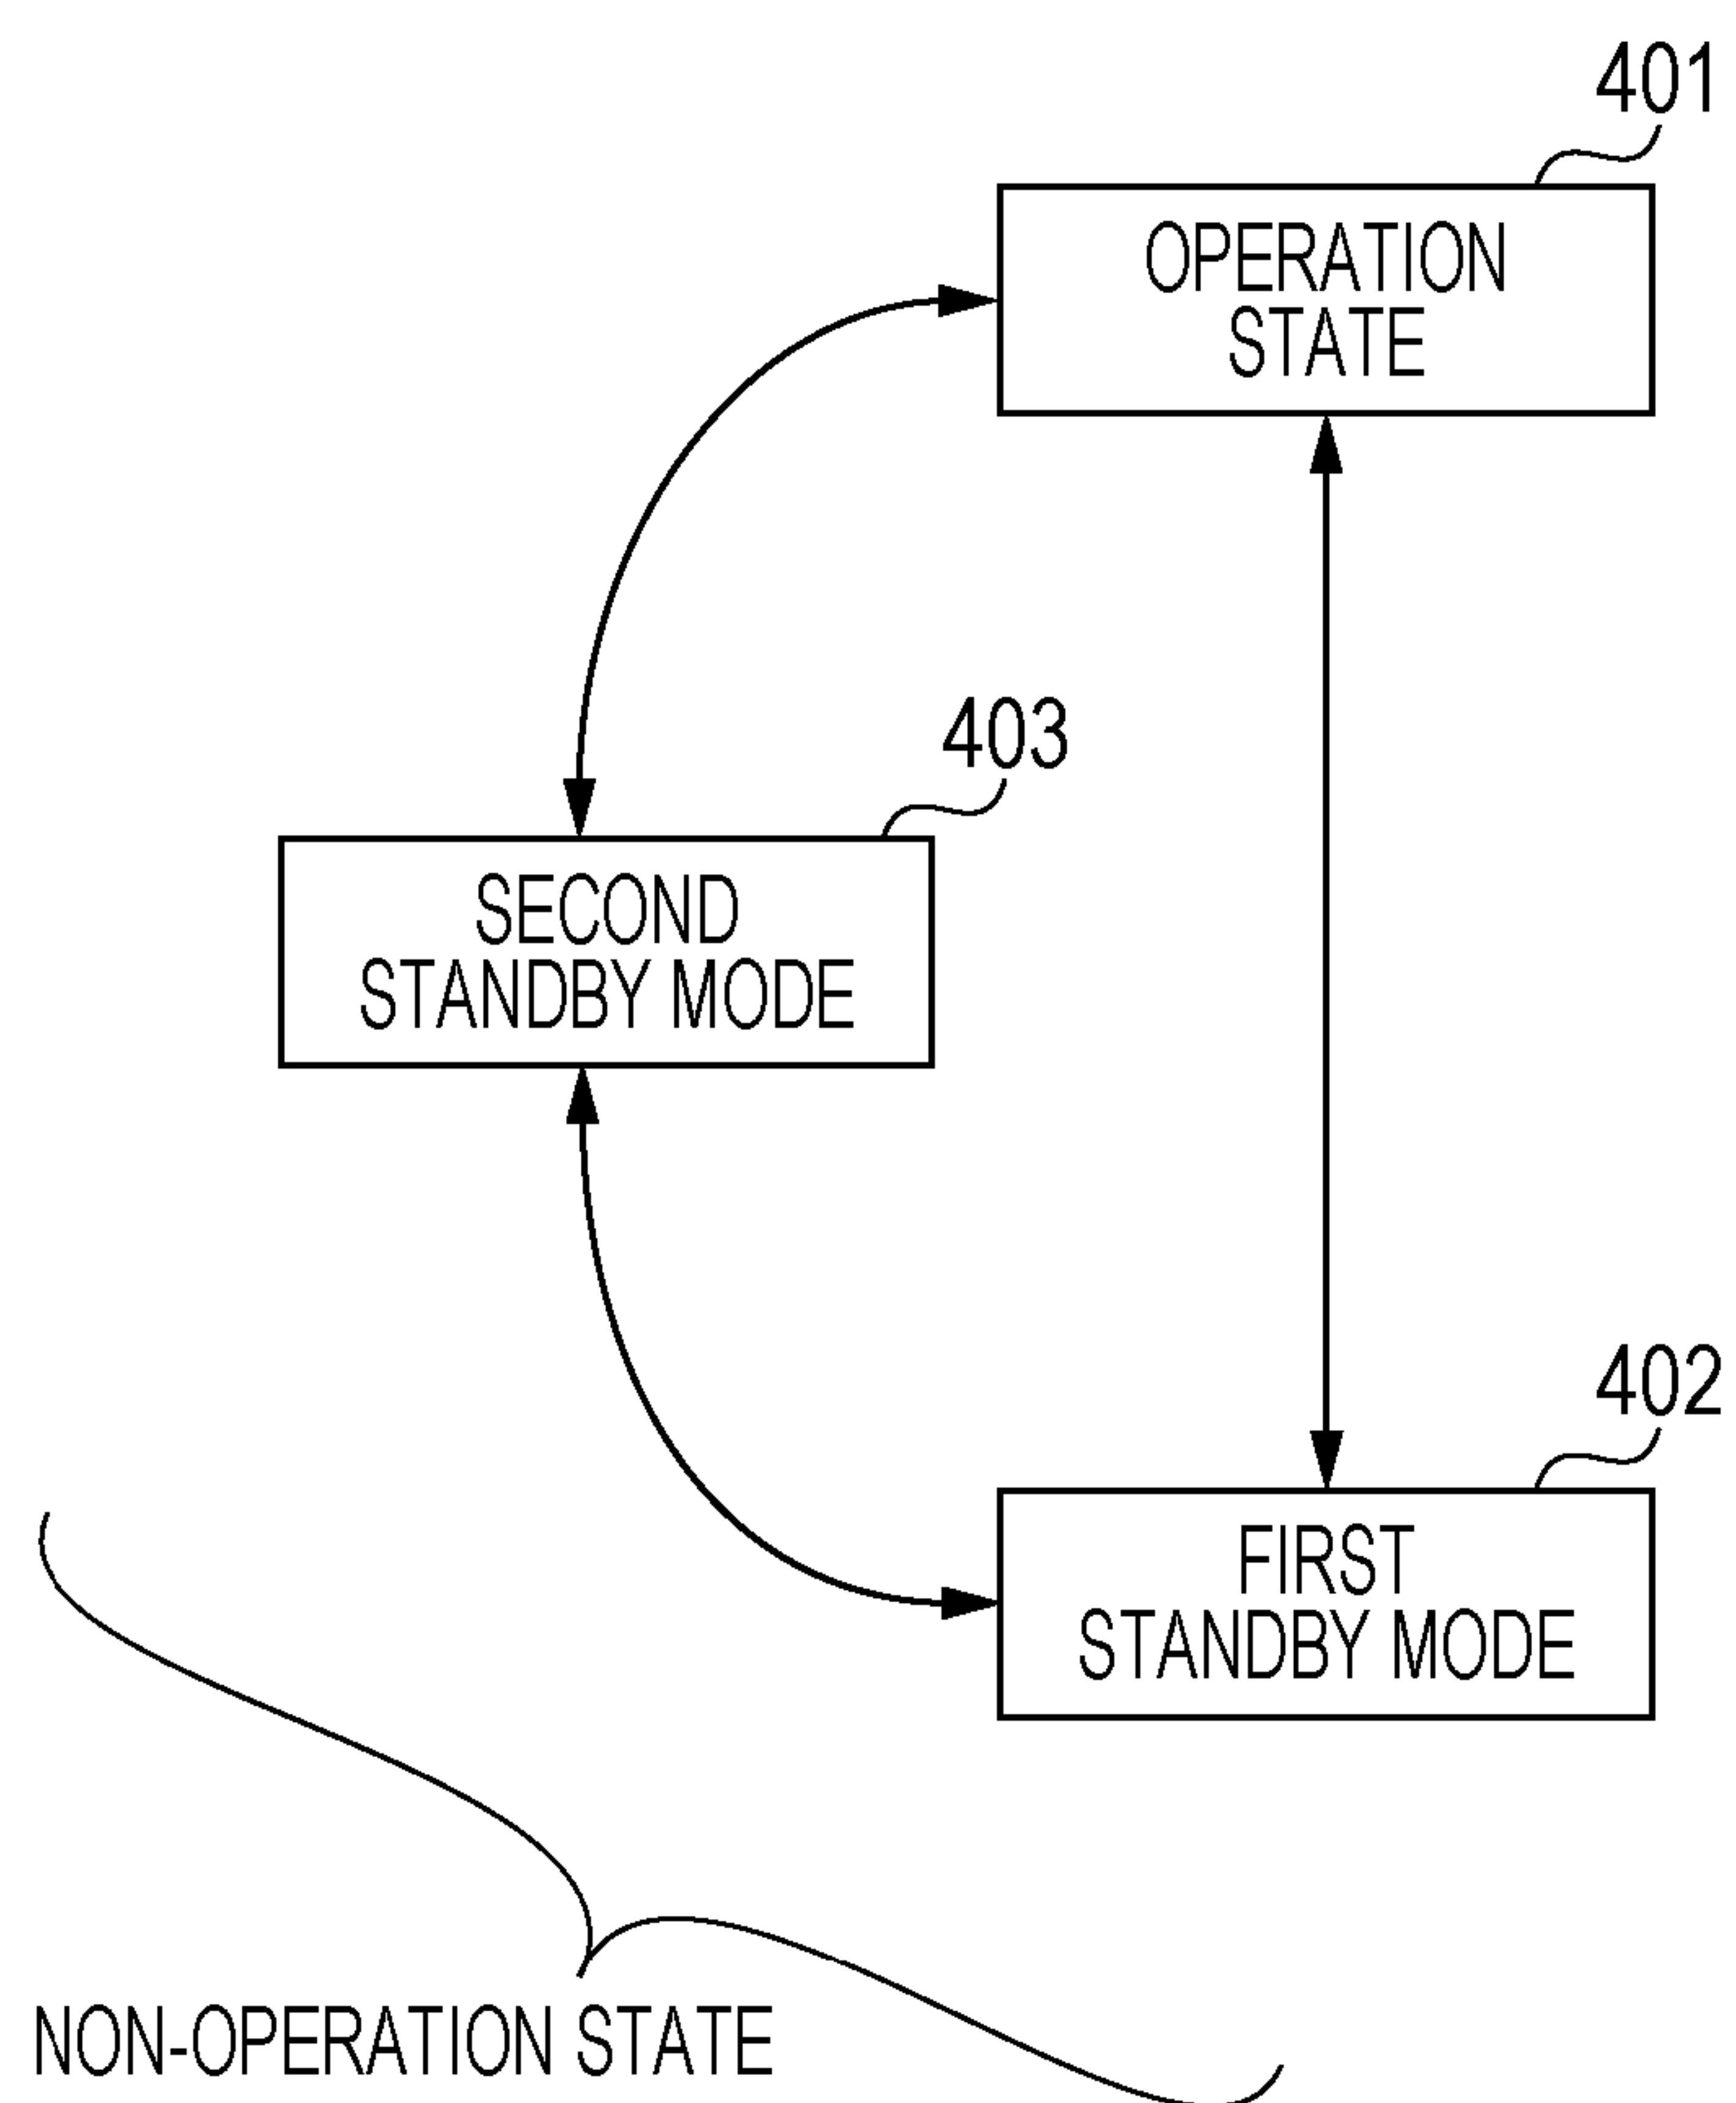 401
OPERATION
STATE
403
SECOND
STANDBY MODE
402
FIRST
STANDBY MODE
NON-OPERATION STATE